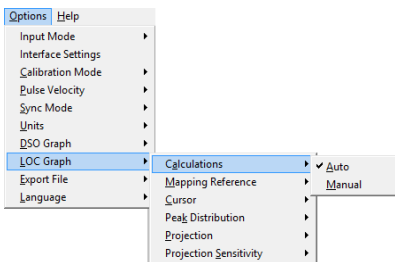 Options Help
Input Mode
Interface Settings
Calibration Mode
Pulse Velocity
Sync Mode
Units
DSO Graph
LOC Graph
Export File
Language
Calculations
Mapping Reference
Cursor
Peak Distribution
Projection
Projection Sensitivity
Auto
Manual